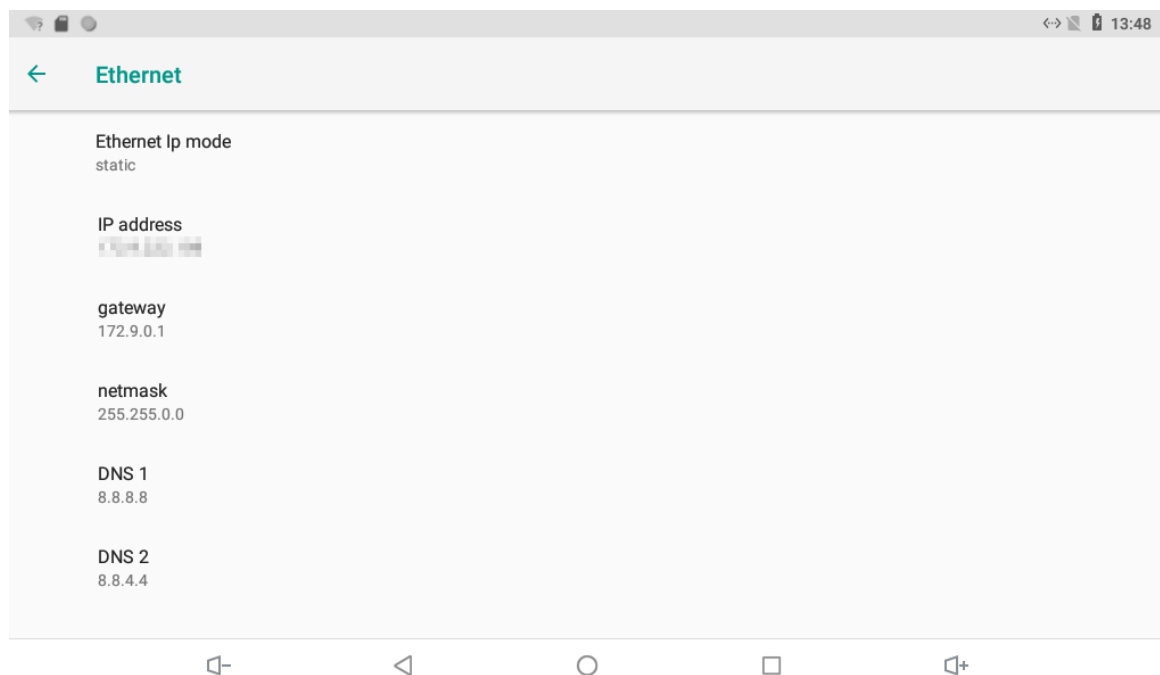 13:48
Ethernet
Ethernet Ip mode
static
IP address
gateway
172.9.0.1
netmask
255.255.0.0
DNS 1
8.8.8.8
DNS 2
8.8.4.4